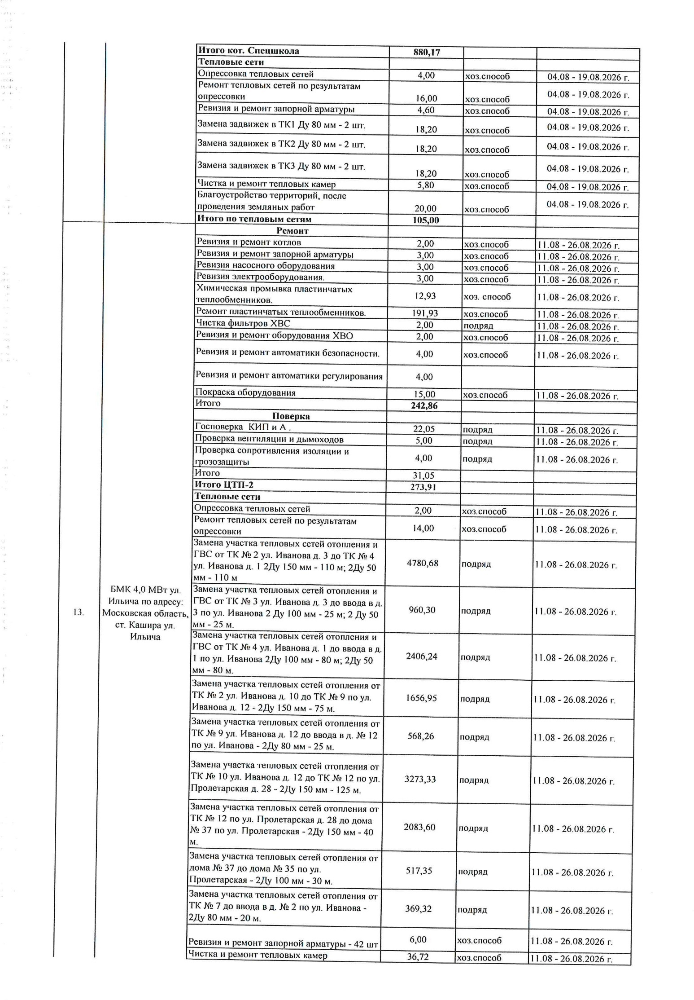 Итого кот. Спецшкола 880,17
Тепловые сети
Опрессовка тепловых сетей 4,00 хоз.способ 04.08 - 19.08.2026 г.
Ремонт тепловых сетей по результатам
опрессовки 16,00 хоз.способ 04.08 - 19.08.2026 г.
Ревизия и ремонт запорной арматуры 4,60 хоз.способ 04.08 - 19.08.2026 г.
Замена задвижек в ТК1 Ду 80 мм - 2 шт. 18,20 хоз.способ 04.08 - 19.08.2026 г.
Замена задвижек в ТК2 Ду 80 мм - 2 шт. 18,20 хоз.способ 04.08 - 19.08.2026 г.
Замена задвижек в ТК3 Ду 80 мм - 2 шт. 18,20 хоз.способ 04.08 - 19.08.2026 г.
Чистка и ремонт тепловых камер 5,80 хоз.способ 04.08 - 19.08.2026 г.
Благоустройство территорий, после
проведения земляных работ 20,00 хоз.способ 04.08 - 19.08.2026 г.
Итого по тепловым сетям 105,00
13.
БМК 4,0 МВт ул.
Ильича по адресу:
Московская область,
ст. Кашира ул.
Ильича
Ремонт
Ревизия и ремонт котлов 2,00 хоз.способ 11.08 - 26.08.2026 г.
Ревизия и ремонт запорной арматуры 3,00 хоз.способ 11.08 - 26.08.2026 г.
Ревизия насосного оборудования 3,00 хоз.способ 11.08 - 26.08.2026 г.
Ревизия электрооборудования. 3,00 хоз.способ 11.08 - 26.08.2026 г.
Химическая промывка пластинчатых
теплообменников. 12,93 хоз. способ 11.08 - 26.08.2026 г.
Ремонт пластинчатых теплообменников. 191,93 хоз.способ 11.08 - 26.08.2026 г.
Чистка фильтров ХВС 2,00 подряд 11.08 - 26.08.2026 г.
Ревизия и ремонт оборудования ХВО 2,00 хоз.способ 11.08 - 26.08.2026 г.
Ревизия и ремонт автоматики безопасности. 4,00 хоз.способ 11.08 - 26.08.2026 г.
Ревизия и ремонт автоматики регулирования 4,00
Покраска оборудования 15,00 хоз.способ 11.08 - 26.08.2026 г.
Итого 242,86
Поверка
Госповерка КИП и А . 22,05 подряд 11.08 - 26.08.2026 г.
Проверка вентиляции и дымоходов 5,00 подряд 11.08 - 26.08.2026 г.
Проверка сопротивления изоляции и
грозозащиты 4,00 подряд 11.08 - 26.08.2026 г.
Итого 31,05
Итого ЦТП-2 273,91
Тепловые сети
Опрессовка тепловых сетей 2,00 хоз.способ 11.08 - 26.08.2026 г.
Ремонт тепловых сетей по результатам
опрессовки 14,00 хоз.способ 11.08 - 26.08.2026 г.
Замена участка тепловых сетей отопления и
ГВС от ТК № 2 ул. Иванова д. 3 до ТК № 4
ул. Иванова д. 1 2Ду 150 мм - 110 м; 2Ду 50
мм - 110 м 4780,68 подряд 11.08 - 26.08.2026 г.
Замена участка тепловых сетей отопления и
ГВС от ТК № 3 ул. Иванова д. 3 до ввода в д.
3 по ул. Иванова 2 Ду 100 мм - 25 м; 2 Ду 50
мм - 25 м. 960,30 подряд 11.08 - 26.08.2026 г.
Замена участка тепловых сетей отопления и
ГВС от ТК № 4 ул. Иванова д. 1 до ввода в д.
1 по ул. Иванова 2Ду 100 мм - 80 м; 2Ду 50
мм - 80 м. 2406,24 подряд 11.08 - 26.08.2026 г.
Замена участка тепловых сетей отопления от
ТК № 2 ул. Иванова д. 10 до ТК № 9 по ул.
Иванова д. 12 - 2Ду 150 мм - 75 м. 1656,95 подряд 11.08 - 26.08.2026 г.
Замена участка тепловых сетей отопления от
ТК № 9 ул. Иванова д. 12 до ввода в д. № 12
по ул. Иванова - 2Ду 80 мм - 25 м. 568,26 подряд 11.08 - 26.08.2026 г.
Замена участка тепловых сетей отопления от
ТК № 10 ул. Иванова д. 12 до ТК № 12 по ул.
Пролетарская д. 28 - 2Ду 150 мм - 125 м. 3273,33 подряд 11.08 - 26.08.2026 г.
Замена участка тепловых сетей отопления от
ТК № 12 по ул. Пролетарская д. 28 до дома
№ 37 по ул. Пролетарская - 2Ду 150 мм - 40
м. 2083,60 подряд 11.08 - 26.08.2026 г.
Замена участка тепловых сетей отопления от
дома № 37 до дома № 35 по ул.
Пролетарская - 2Ду 100 мм - 30 м. 517,35 подряд 11.08 - 26.08.2026 г.
Замена участка тепловых сетей отопления от
ТК № 7 до ввода в д. № 2 по ул. Иванова -
2Ду 80 мм - 20 м. 369,32 подряд 11.08 - 26.08.2026 г.
Ревизия и ремонт запорной арматуры - 42 шт 6,00 хоз.способ 11.08 - 26.08.2026 г.
Чистка и ремонт тепловых камер 36,72 хоз.способ 11.08 - 26.08.2026 г.